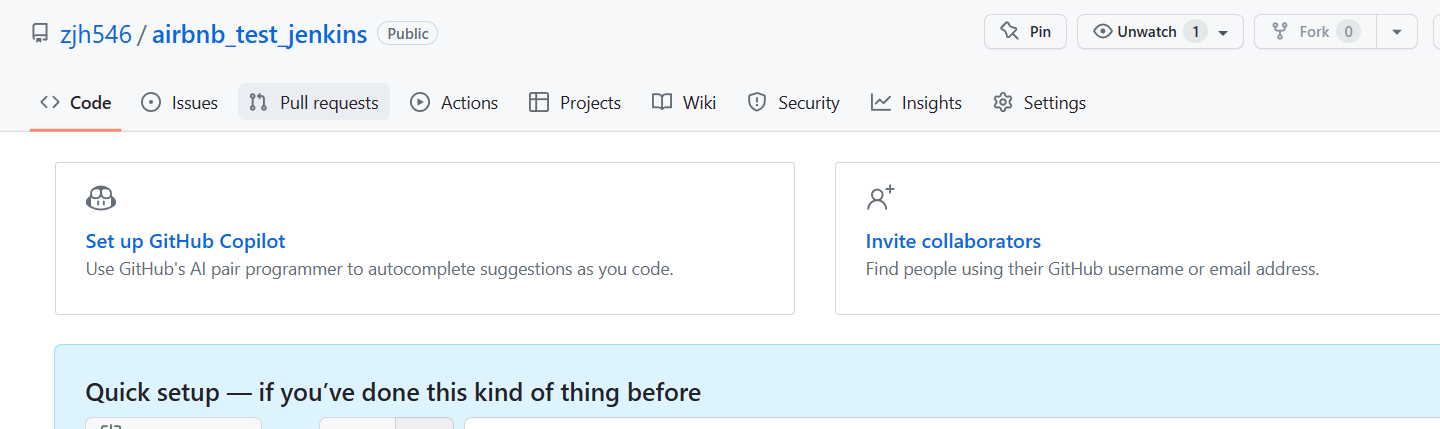 zjh546 / airbnb_test_jenkins Public Pin Unwatch 1 Fork 0
Code Issues Pull requests Actions Projects Wiki Security Insights Settings
Set up GitHub Copilot
Use GitHub's AI pair programmer to autocomplete suggestions as you code.
Invite collaborators
Find people using their GitHub username or email address.
Quick setup — if you’ve done this kind of thing before